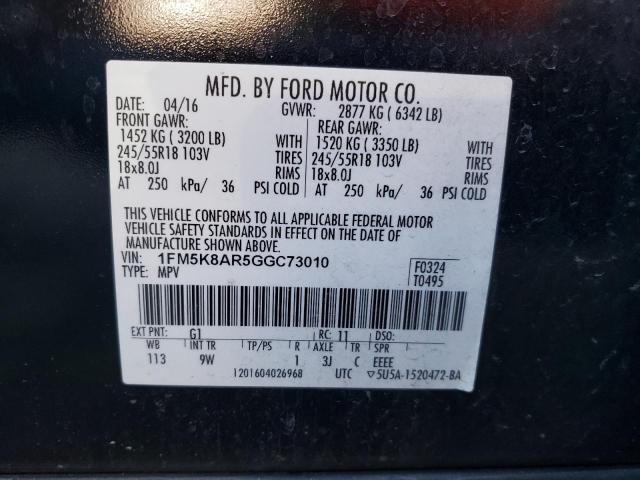 MFD. BY FORD MOTOR CO.
DATE: 04/16 GVWR: 2877 KG ( 6342 LB)
FRONT GAWR: REAR GAWR:
1452 KG ( 3200 LB) WITH 1520 KG ( 3350 LB) WITH
245/55R18 103V TIRES 245/55R18 103V TIRES
18x8.0J RIMS 18x8.0J RIMS
AT 250 kPa/ 36 PSI COLD AT 250 kPa/ 36 PSI COLD
THIS VEHICLE CONFORMS TO ALL APPLICABLE FEDERAL MOTOR
VEHICLE SAFETY STANDARDS IN EFFECT ON THE DATE OF
MANUFACTURE SHOWN ABOVE.
VIN: 1FM5K8AR5GGC73010
TYPE: MPV
F0324
T0495
EXT PNT: G1 RC: 11 DSO:
WB INT TR TP/PS R AXLE TR SPR
113 9W 1 3J C EEEE
1201604026968 UTC ▽5U5A-1520472-BA